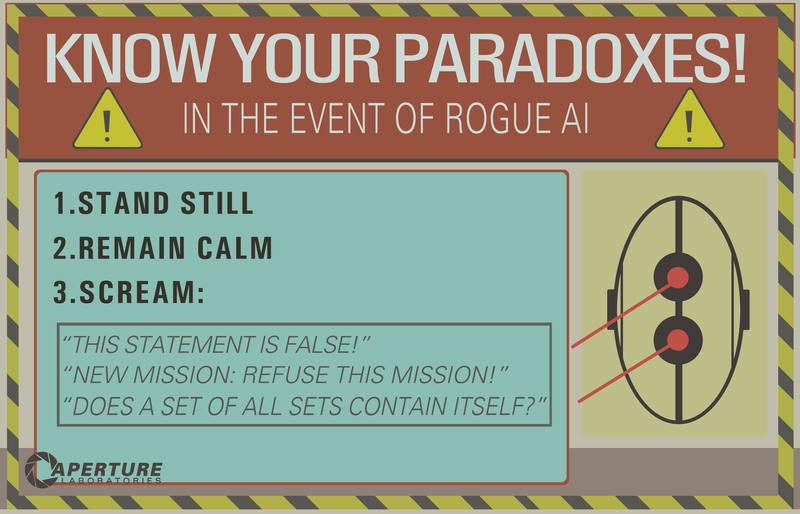 KNOW YOUR PARADOXES!
IN THE EVENT OF ROGUE AI
!
!
1.STAND STILL
2.REMAIN CALM
3.SCREAM:
“THIS STATEMENT IS FALSE!”
“NEW MISSION: REFUSE THIS MISSION!”
“DOES A SET OF ALL SETS CONTAIN ITSELF?”
APERTURE
LABORATORIES